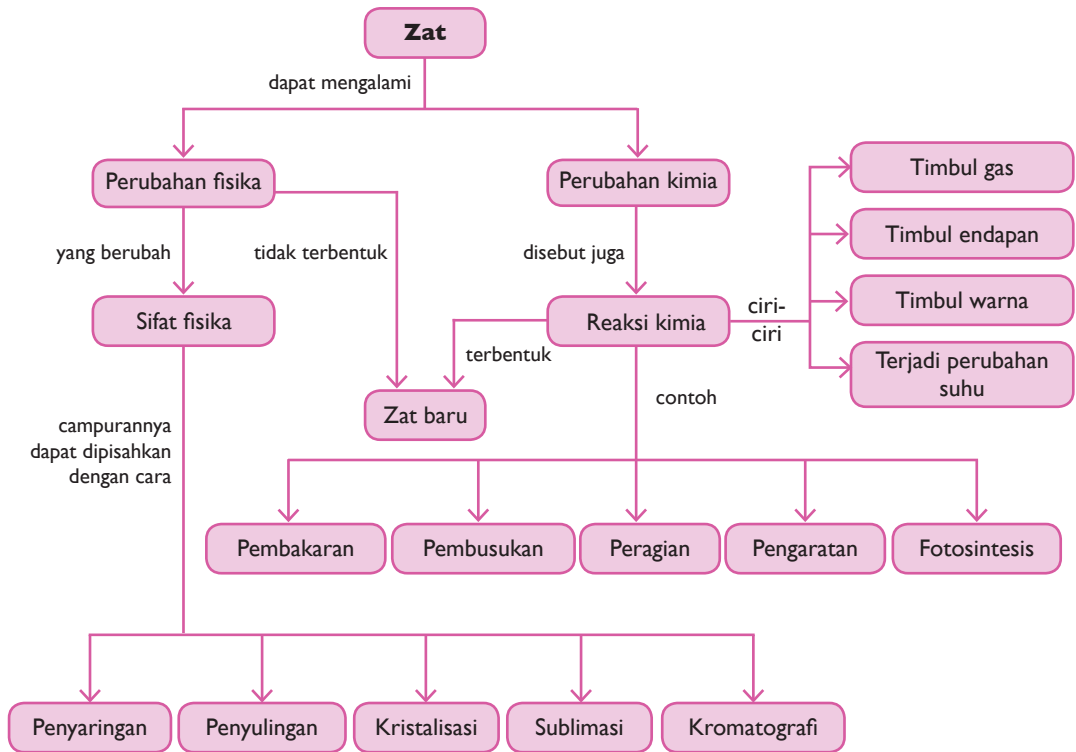 Zat
dapat mengalami
Perubahan fisika
Perubahan kimia
Timbul gas
Timbul endapan
Timbul warna
Terjadi perubahan
suhu
yang berubah
tidak terbentuk
disebut juga
Sifat fisika
Reaksi kimia
ciri-
ciri
terbentuk
Zat baru
contoh
campurannya
dapat dipisahkan
dengan cara
Pembakaran
Pembusukan
Peragian
Pengaratan
Fotosintesis
Penyaringan
Penyulingan
Kristalisasi
Sublimasi
Kromatografi